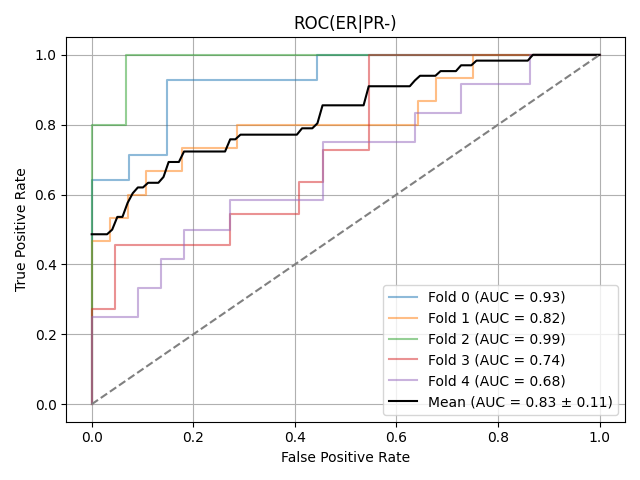 ROC(ER|PR-)
True Positive Rate
1.0
0.8
0.6
0.4
0.2
0.0
Fold 0 (AUC = 0.93)
Fold 1 (AUC = 0.82)
Fold 2 (AUC = 0.99)
Fold 3 (AUC = 0.74)
Fold 4 (AUC = 0.68)
Mean (AUC = 0.83 ± 0.11)
0.0 0.2 0.4 0.6 0.8 1.0
False Positive Rate